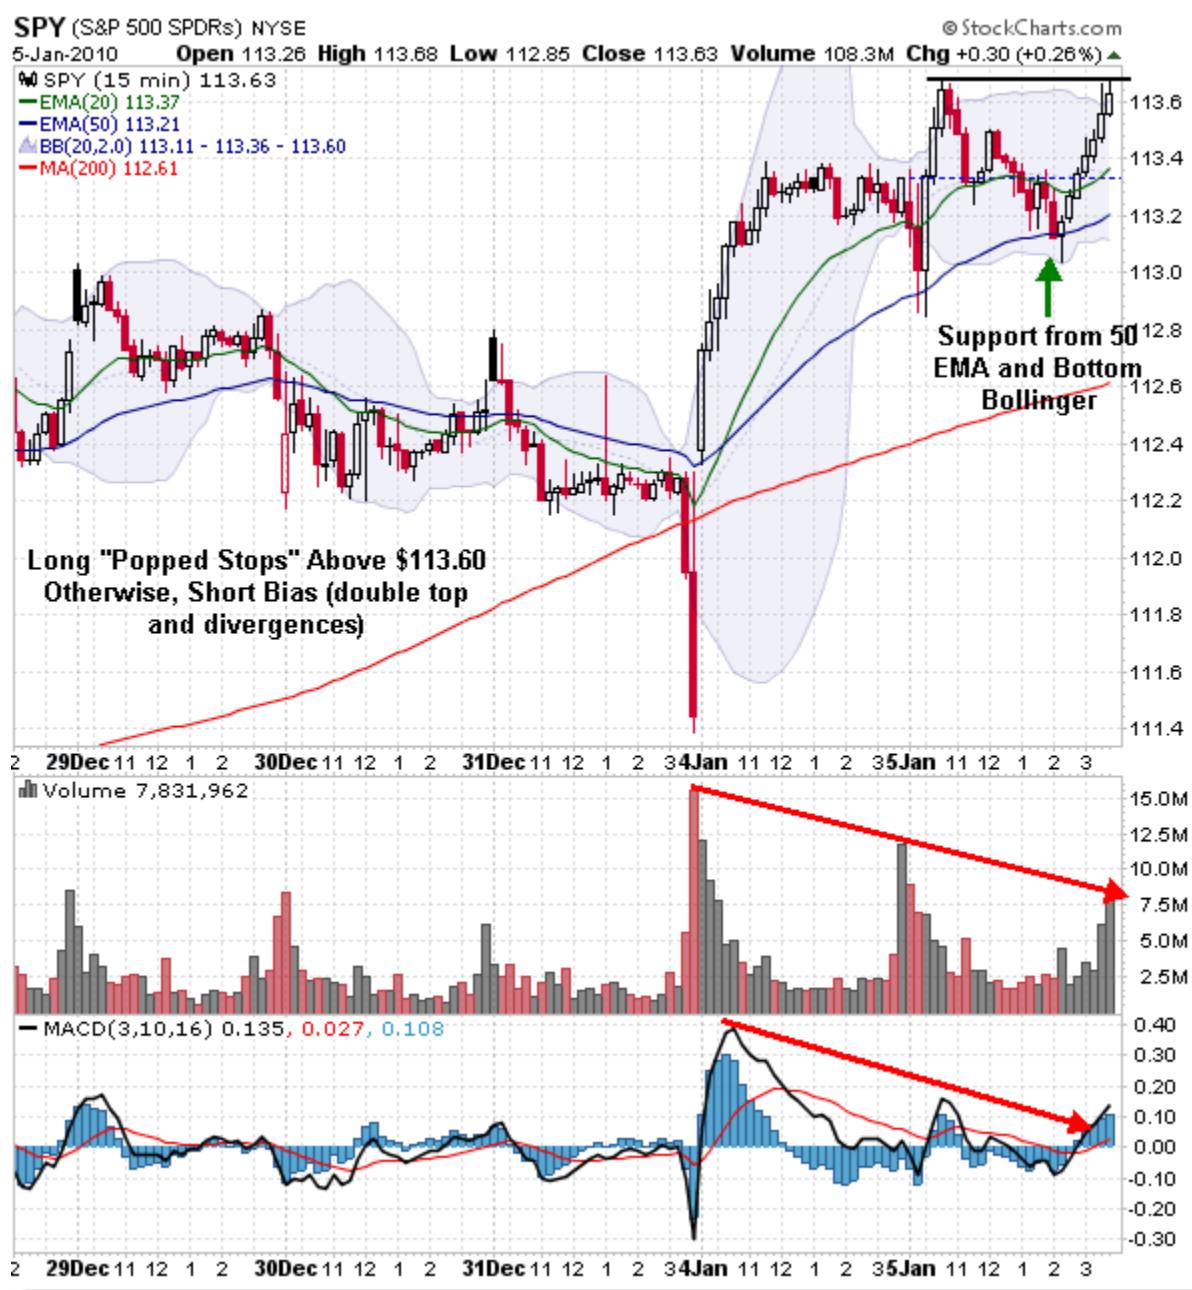 SPY (S&P 500 SPDRs) NYSE
© StockCharts.com
5-Jan-2010 Open 113.26 High 113.68 Low 112.85 Close 113.63 Volume 108.3M Chg +0.30 (+0.26%)
SPY (15 min) 113.63
EMA(20) 113.37
EMA(50) 113.21
BB(20,2.0) 113.11 - 113.36 - 113.60
MA(200) 112.61
113.6
113.4
113.2
113.0
112.8
112.6
112.4
112.2
112.0
111.8
111.6
111.4
Support from 50
EMA and Bottom
Bollinger
Long "Popped Stops" Above $113.60
Otherwise, Short Bias (double top
and divergences)
2 29Dec 11 12 1 2 30Dec 11 12 1 2 31Dec 11 12 1 2 3 4Jan 11 12 1 2 3 5Jan 11 12 1 2 3
Volume 7,831,962
15.0M
12.5M
10.0M
7.5M
5.0M
2.5M
MACD(3,10,16) 0.135, 0.027, 0.108
0.40
0.30
0.20
0.10
0.00
-0.10
-0.20
-0.30
2 29Dec 11 12 1 2 30Dec 11 12 1 2 31Dec 11 12 1 2 3 4Jan 11 12 1 2 3 5Jan 11 12 1 2 3